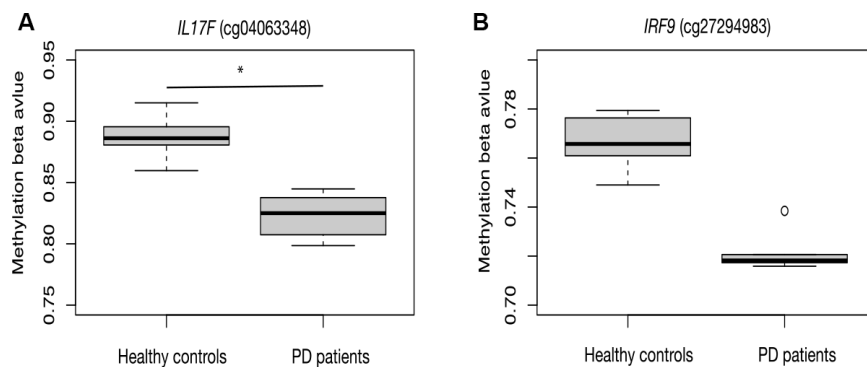 A
IL17F (cg04063348)
Methylation beta avlue
0.95
0.90
0.85
0.80
0.75
*
Healthy controls
PD patients
B
IRF9 (cg27294983)
Methylation beta avlue
0.78
0.74
0.70
Healthy controls
PD patients